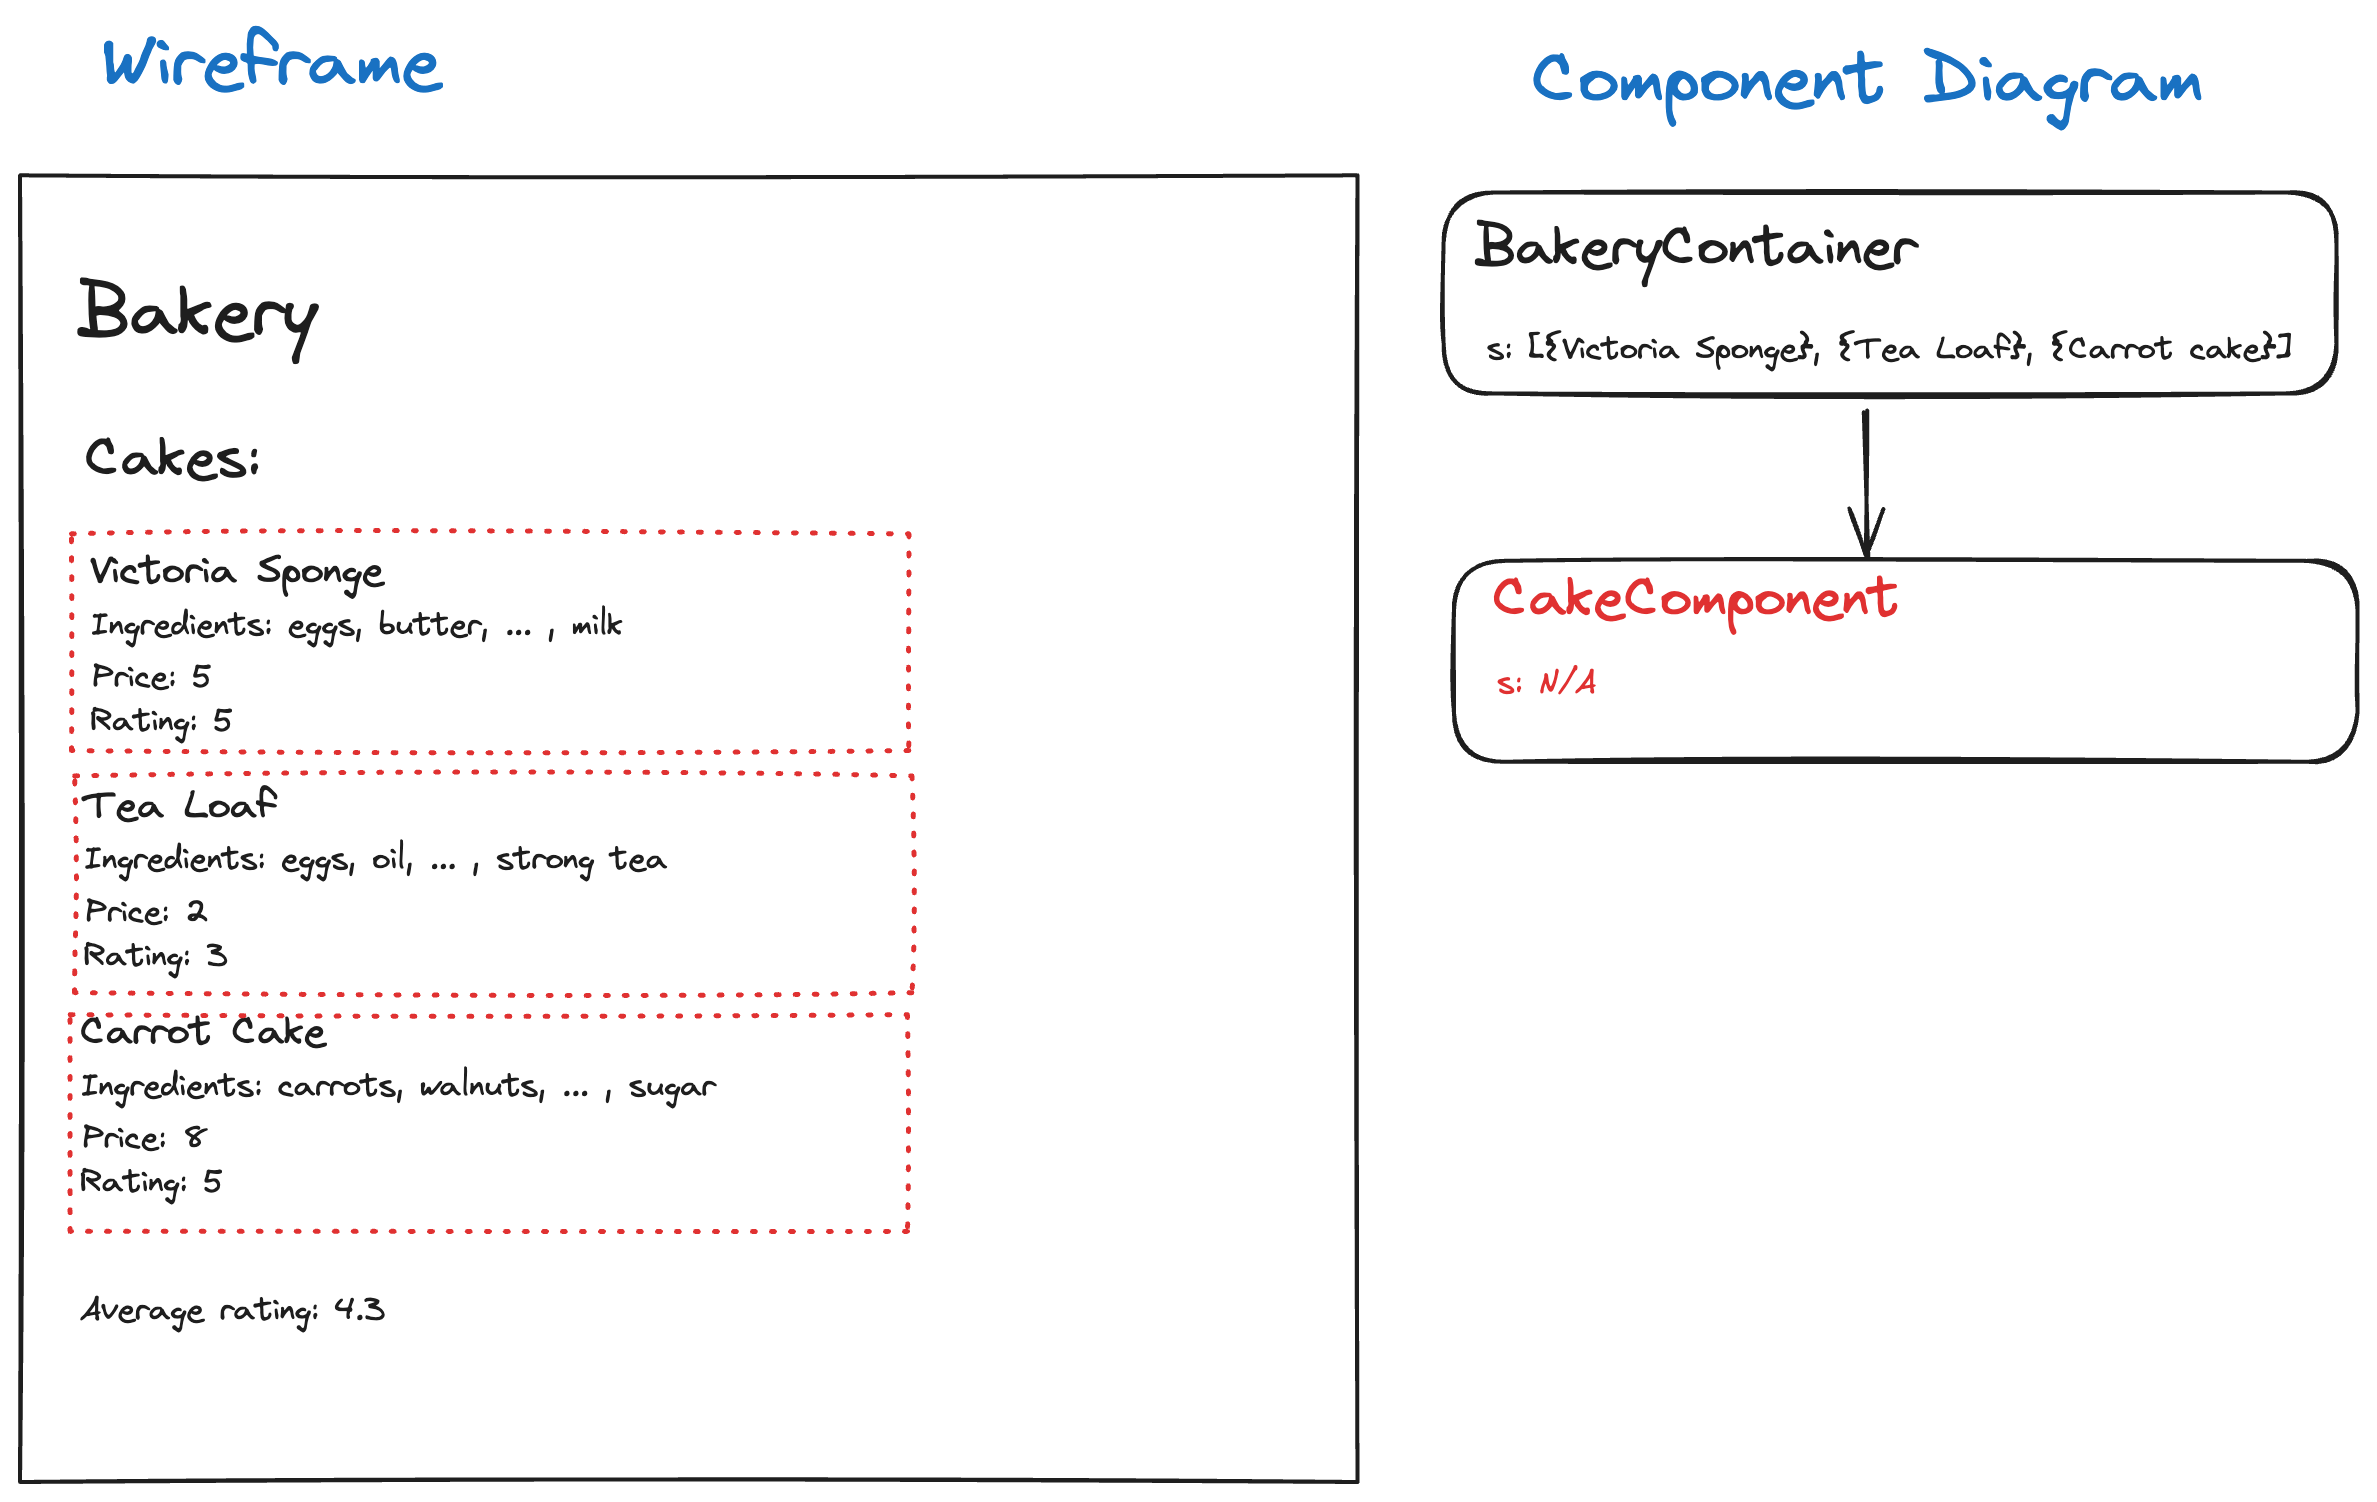 Wireframe
Bakery
Cakes:
Victoria Sponge
Ingredients: eggs, butter, ... , milk
Price: 5
Rating: 5
Tea Loaf
Ingredients: eggs, oil, ... , strong tea
Price: 2
Rating: 3
Carrot Cake
Ingredients: carrots, walnuts, ... , sugar
Price: 8
Rating: 5
Average rating: 4.3
Component Diagram
BakeryContainer
s: [{Victoria Sponge}, {Tea Loaf}, {Carrot cake}]
CakeComponent
s: N/A